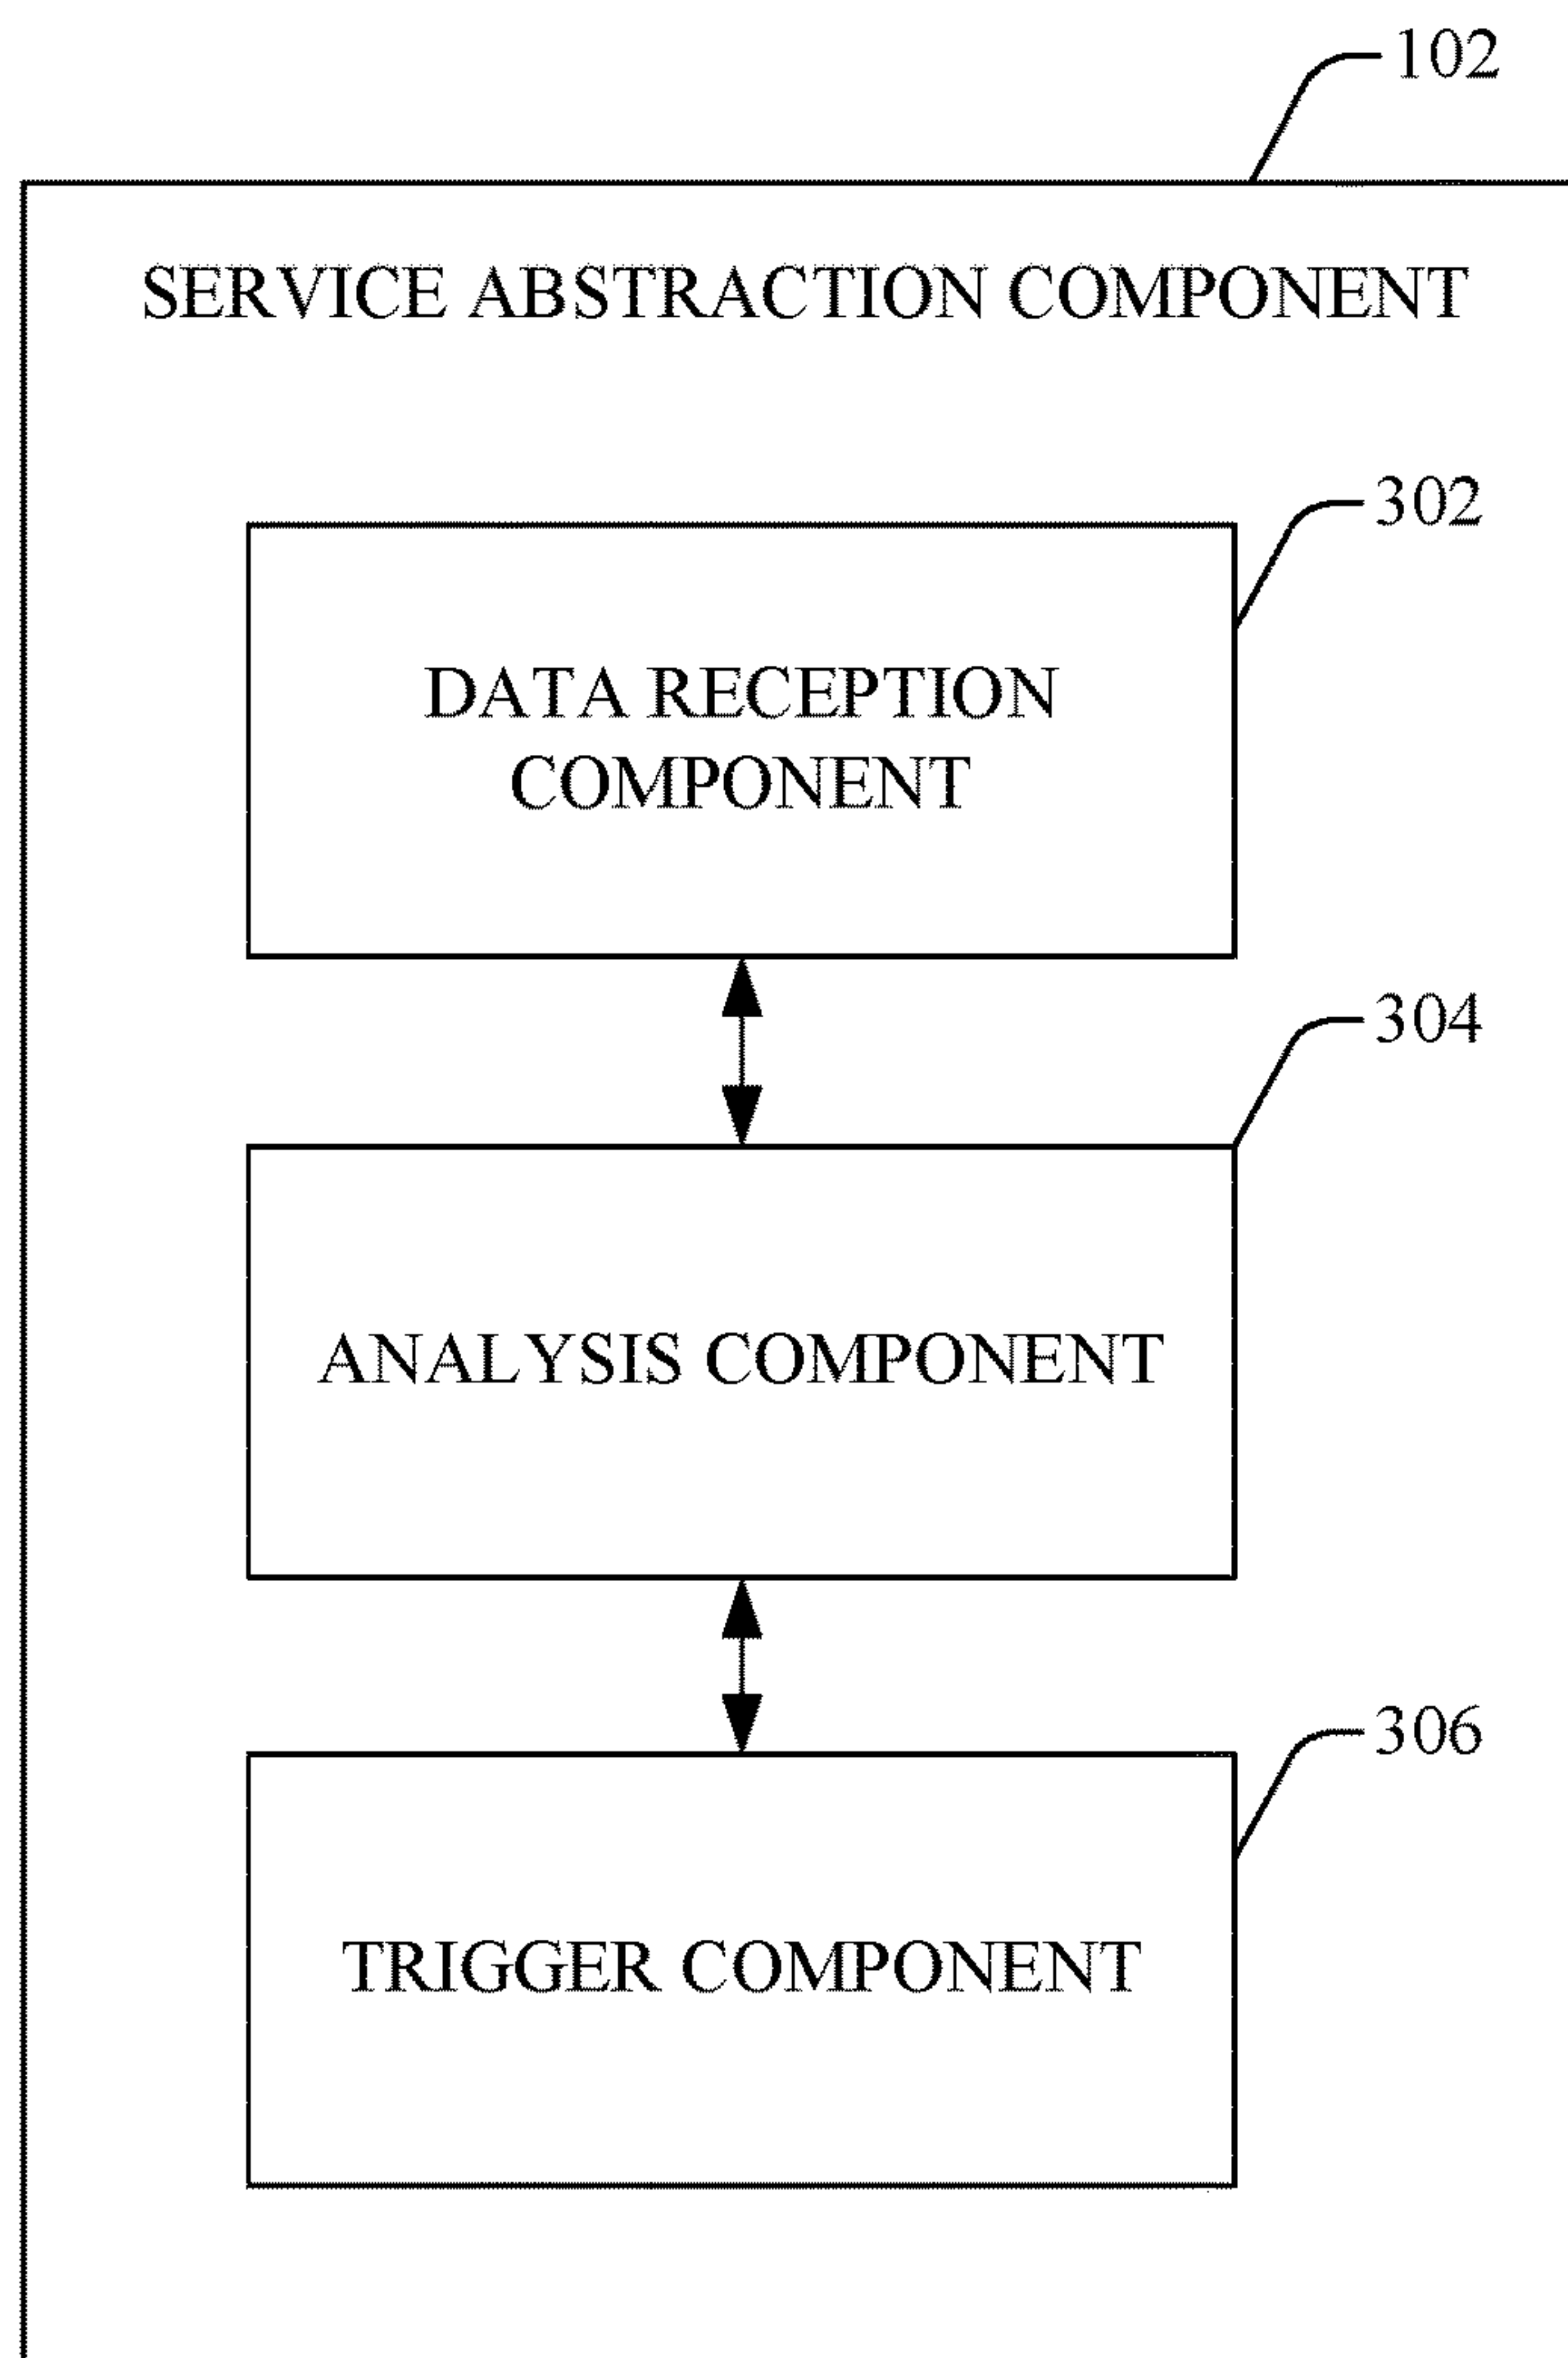 102
SERVICE ABSTRACTION COMPONENT
302
DATA RECEPTION
COMPONENT
304
ANALYSIS COMPONENT
306
TRIGGER COMPONENT